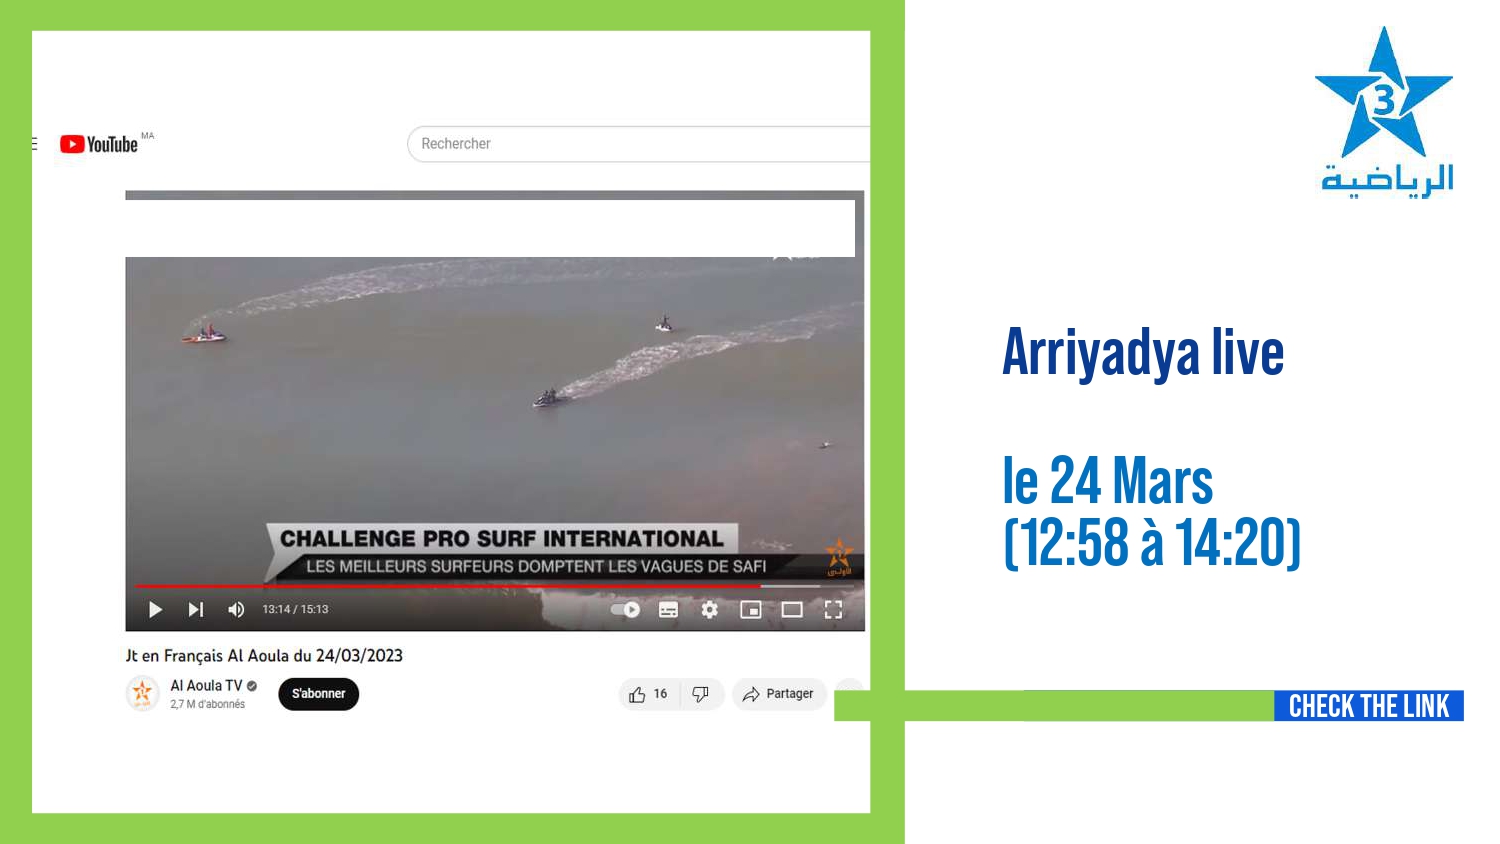 YouTube MA
Rechercher
CHALLENGE PRO SURF INTERNATIONAL
LES MEILLEURS SURFEURS DOMPTENT LES VAGUES DE SAFI
الأولى
13:14 / 15:13
Jt en Français Al Aoula du 24/03/2023
Al Aoula TV
2,7 M d'abonnés
S'abonner
16
Partager
3
الرياضية
Arriyadya live
le 24 Mars
(12:58 à 14:20)
CHECK THE LINK